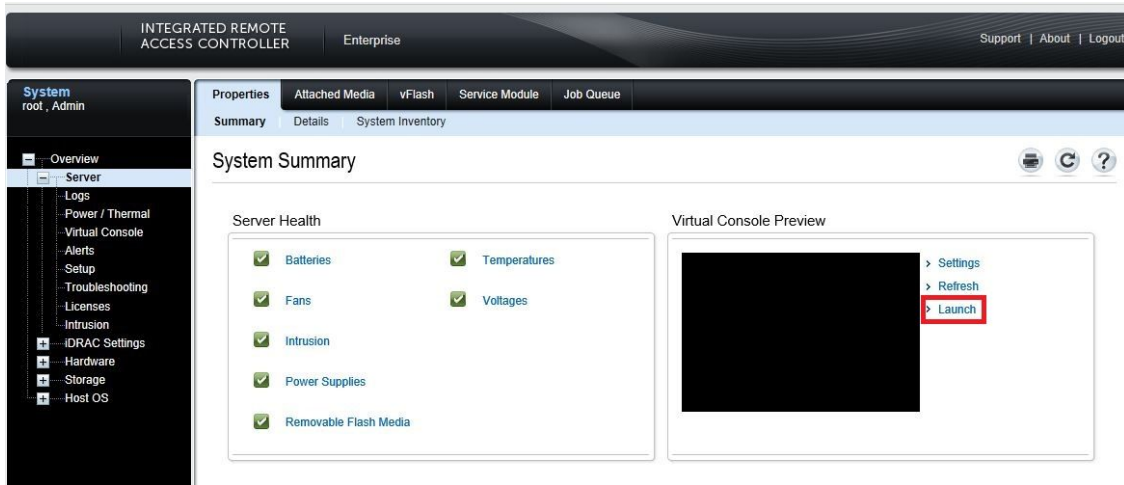 INTEGRATED REMOTE
ACCESS CONTROLLER
Enterprise
Support | About | Logout
System
root , Admin
Properties Attached Media vFlash Service Module Job Queue
Summary Details System Inventory
Overview
Server
Logs
Power / Thermal
Virtual Console
Alerts
Setup
Troubleshooting
Licenses
Intrusion
iDRAC Settings
Hardware
Storage
Host OS
System Summary
Server Health
Batteries Temperatures
Fans Voltages
Intrusion
Power Supplies
Removable Flash Media
Virtual Console Preview
Settings
Refresh
Launch